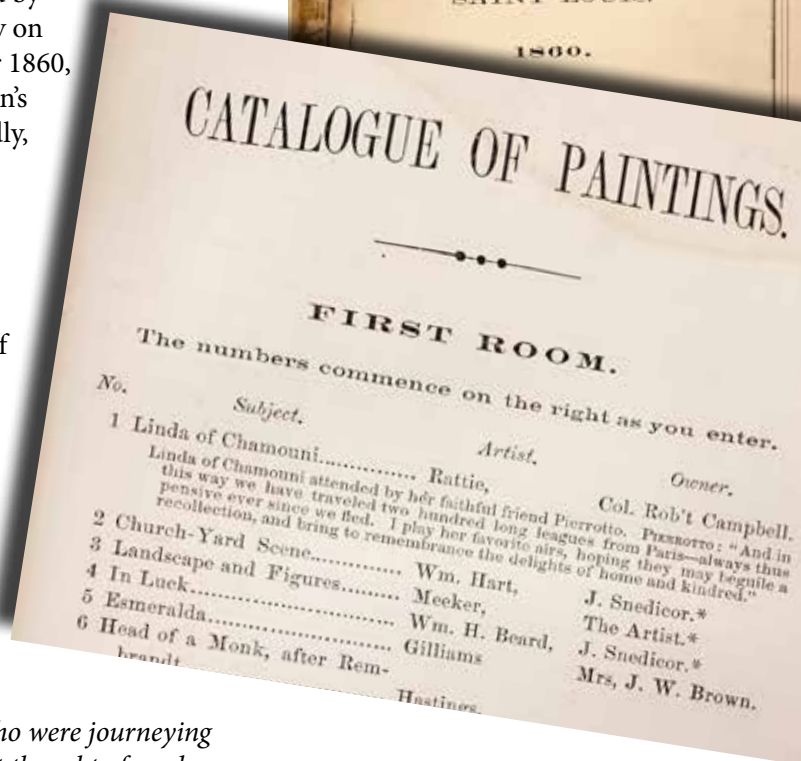 by
y on
1860,
n's
lly,
f
SAINT LOUIS.
1860.
CATALOGUE OF PAINTINGS.
FIRST ROOM.
The numbers commence on the right as you enter.
No. Subject. Artist. Owner.
1 Linda of Chamouni.............. Rattie, Col. Rob't Campbell.
Linda of Chamouni attended by her faithful friend Pierrotto. PIERROTTO: “And in
this way we have traveled two hundred long leagues from Paris—always thus
pensive ever since we fled. I play her favorite airs, hoping they may beguile a
recollection, and bring to remembrance the delights of home and kindred.”
2 Church-Yard Scene............. Wm. Hart, J. Snedicor.*
3 Landscape and Figures......... Meeker, The Artist.*
4 In Luck......................... Wm. H. Beard, J. Snedicor.*
5 Esmeralda........................ Gilliams Mrs, J. W. Brown.
6 Head of a Monk, after Rem-
brandt Hastings.
ho were journeying